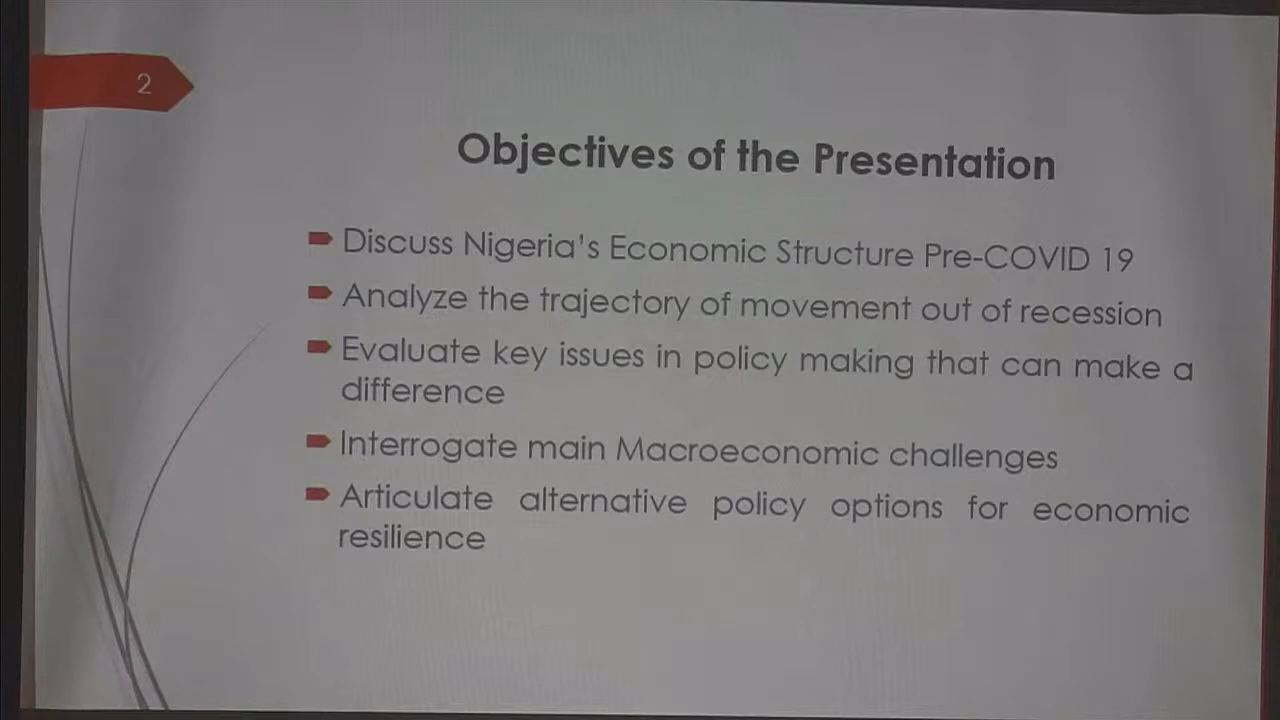 2
Objectives of the Presentation
Discuss Nigeria's Economic Structure Pre-COVID 19
Analyze the trajectory of movement out of recession
Evaluate key issues in policy making that can make a
difference
Interrogate main Macroeconomic challenges
Articulate alternative policy options for economic
resilience